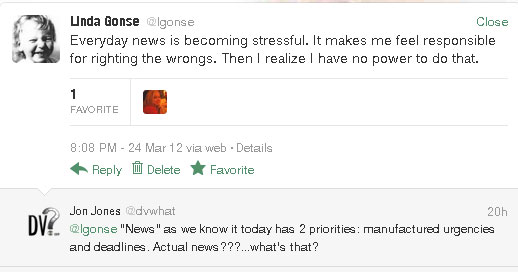 Linda Gonse @lgonse Close
Everyday news is becoming stressful. It makes me feel responsible
for righting the wrongs. Then I realize I have no power to do that.
1
FAVORITE
8:08 PM - 24 Mar 12 via web · Details
Reply Delete Favorite
DV?
Jon Jones @dvwhat 20h
@lgonse "News" as we know it today has 2 priorities: manufactured urgencies
and deadlines. Actual news???...what's that?